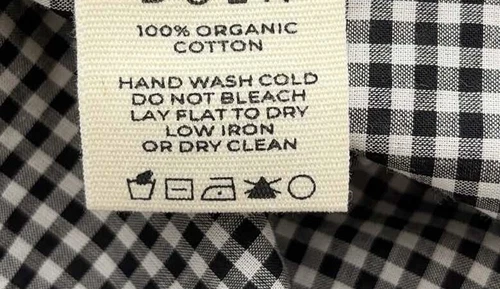 100% ORGANIC
COTTON
HAND WASH COLD
DO NOT BLEACH
LAY FLAT TO DRY
LOW IRON
OR DRY CLEAN